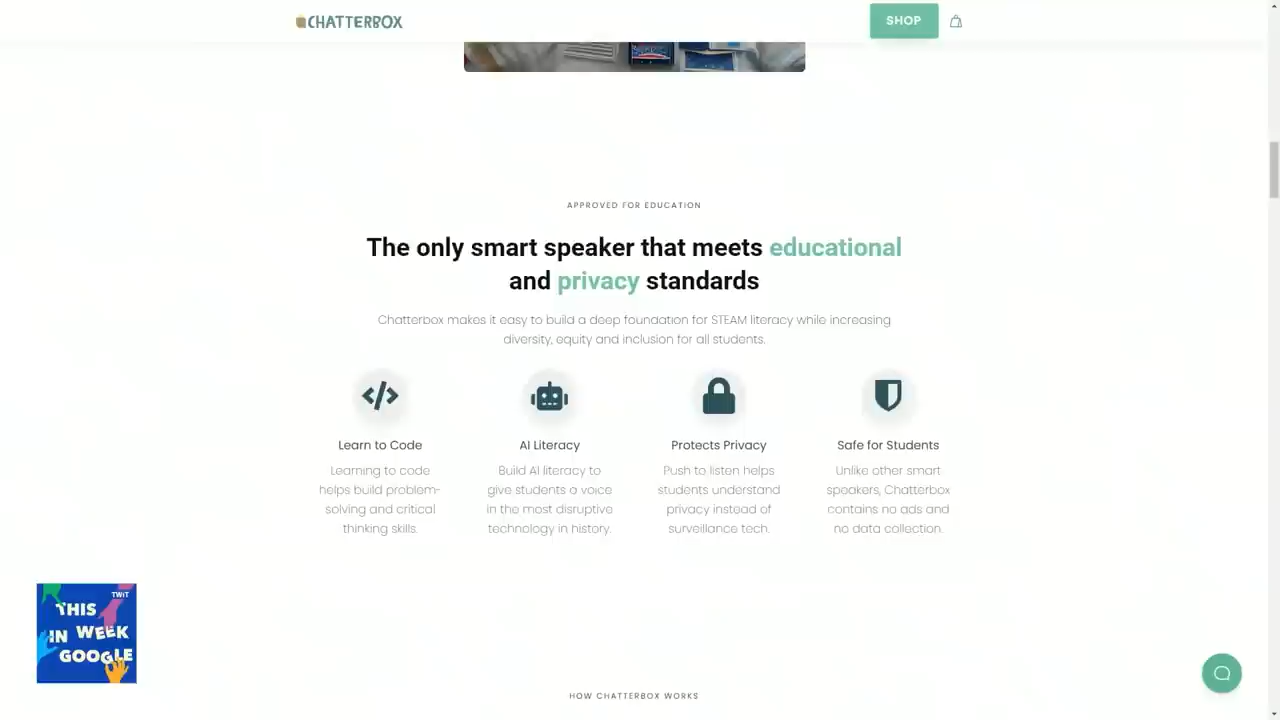 CHATTERBOX
SHOP
APPROVED FOR EDUCATION
The only smart speaker that meets educational
and privacy standards
Chatterbox makes it easy to build a deep foundation for STEAM literacy while increasing
diversity, equity and inclusion for all students.
Learn to Code
Learning to code
helps build problem-
solving and critical
thinking skills.
AI Literacy
Build AI literacy to
give students a voice
in the most disruptive
technology in history.
Protects Privacy
Push to listen helps
students understand
privacy instead of
surveillance tech.
Safe for Students
Unlike other smart
speakers, Chatterbox
contains no ads and
no data collection.
TWiT
THIS
IN WEEK
GOOGLE
HOW CHATTERBOX WORKS